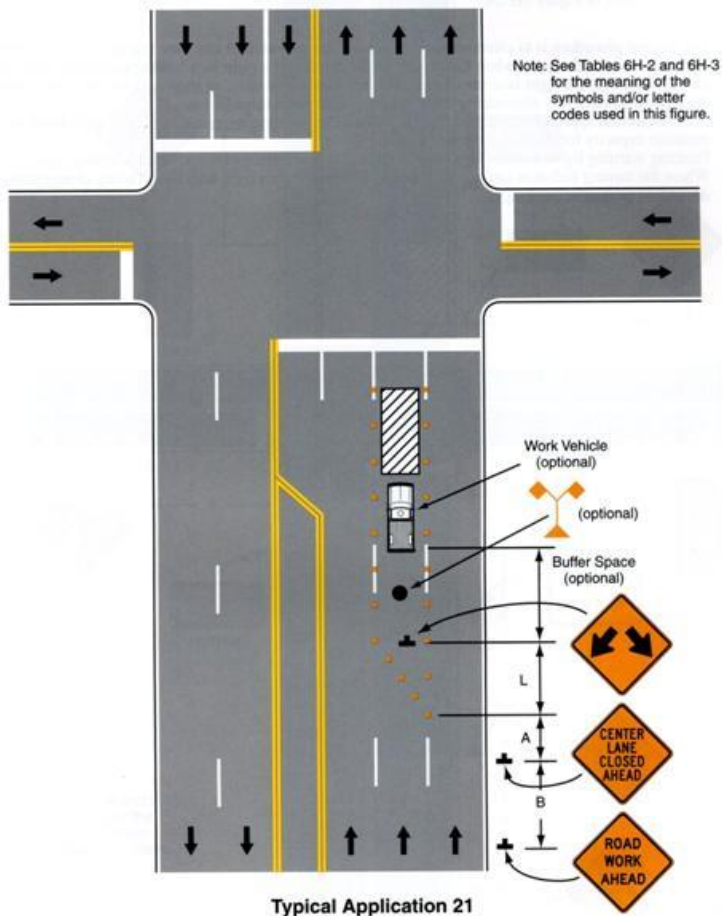 Note: See Tables 6H-2 and 6H-3
for the meaning of the
symbols and/or letter
codes used in this figure.
Work Vehicle
(optional)
(optional)
Buffer Space
(optional)
L
A
CENTER
LANE
CLOSED
AHEAD
B
ROAD
WORK
AHEAD
Typical Application 21